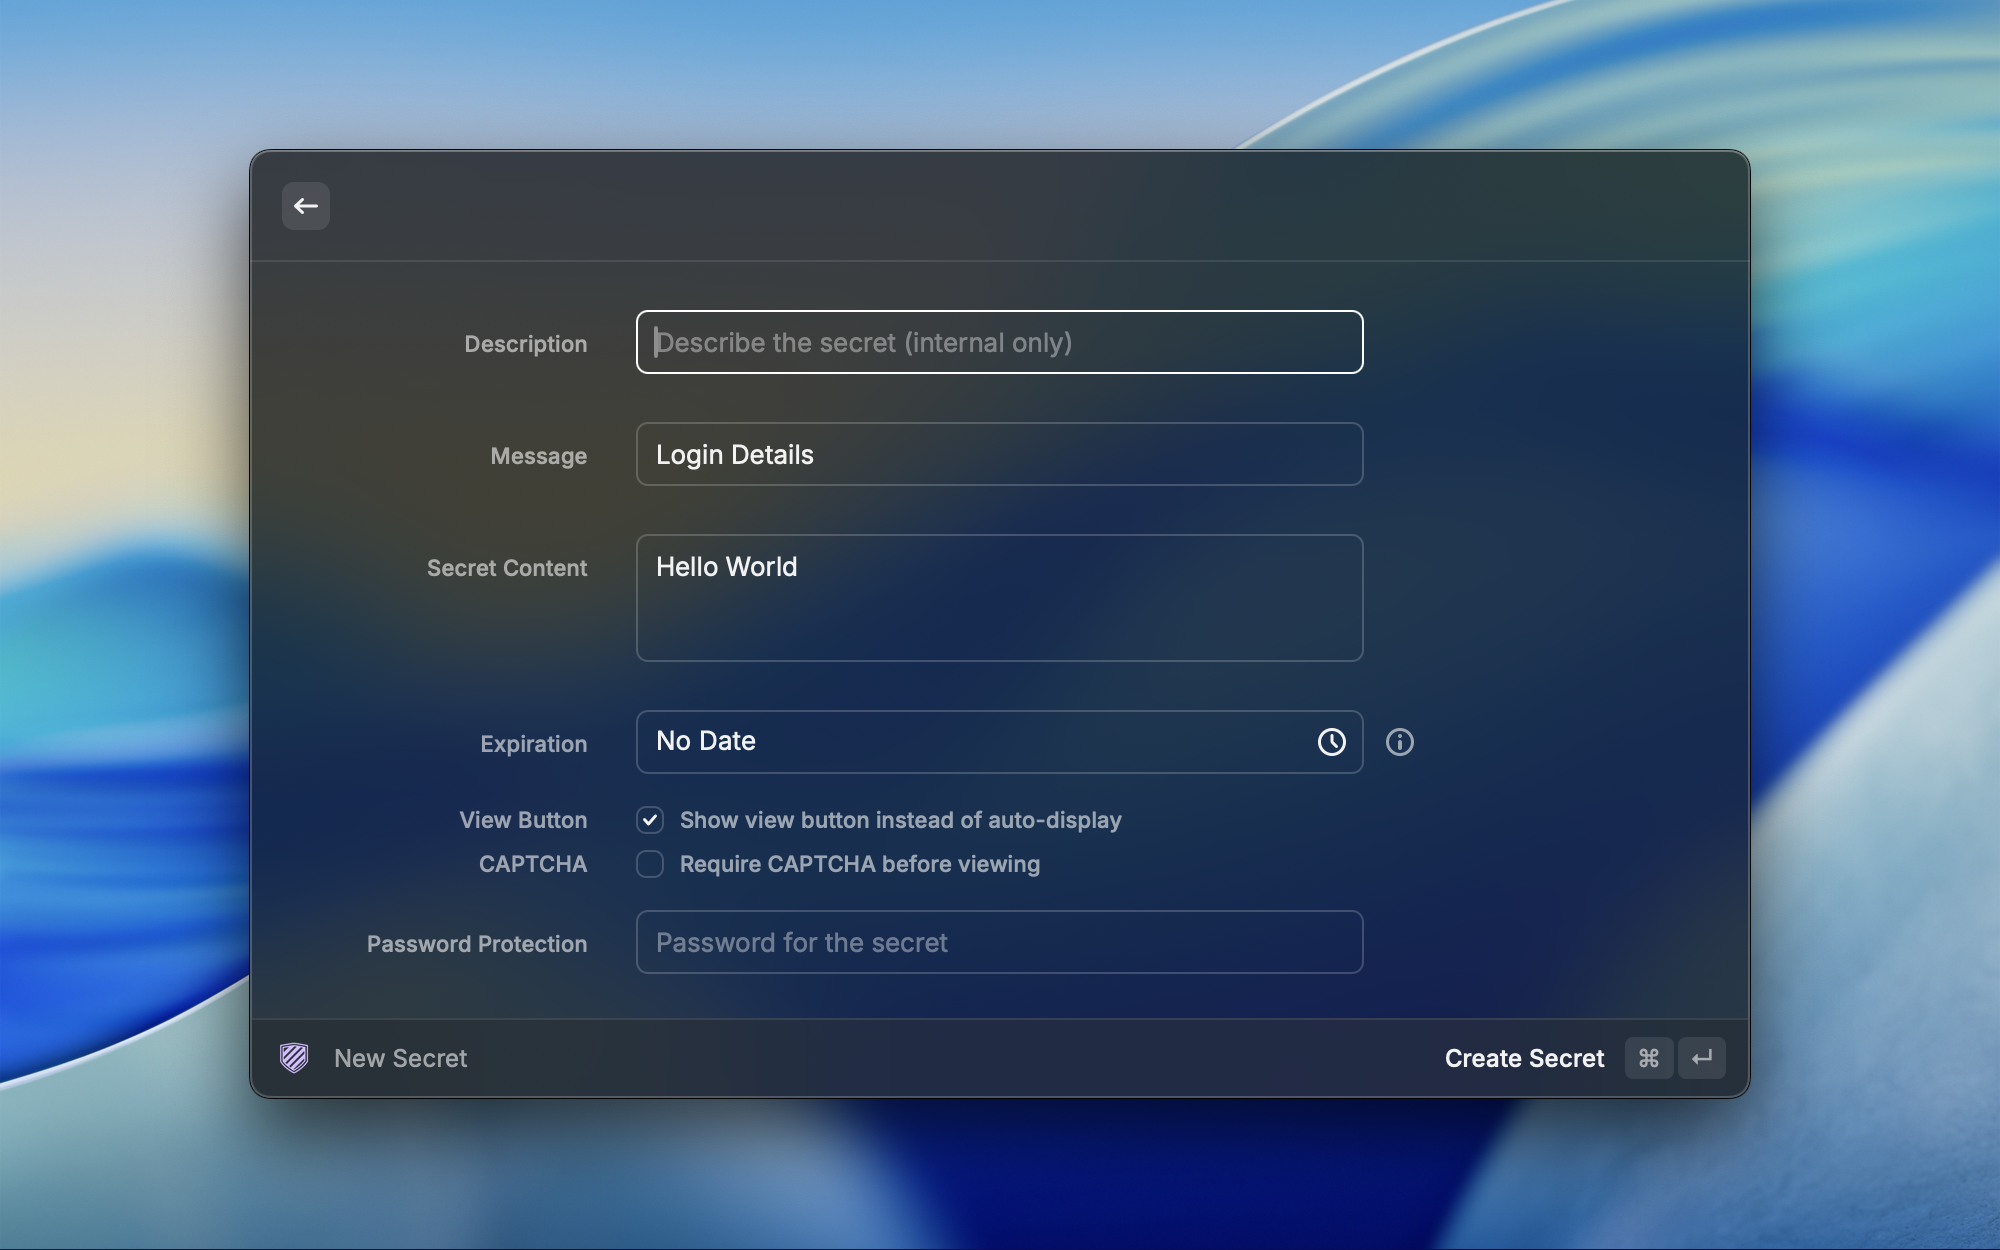 Description
Describe the secret (internal only)
Message
Login Details
Secret Content
Hello World
Expiration
No Date
View Button
Show view button instead of auto-display
CAPTCHA
Require CAPTCHA before viewing
Password Protection
Password for the secret
New Secret
Create Secret ⌘ ↵